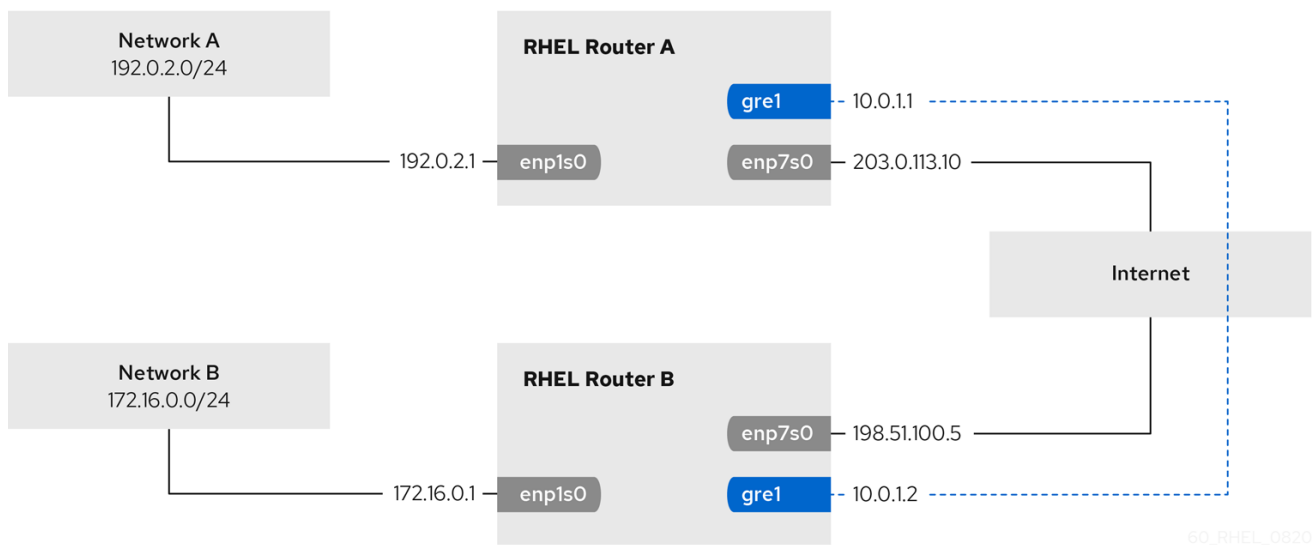 Network A
192.0.2.0/24
RHEL Router A
gre1
10.0.1.1
192.0.2.1
enp1s0
enp7s0
203.0.113.10
Internet
Network B
172.16.0.0/24
RHEL Router B
enp7s0
198.51.100.5
172.16.0.1
enp1s0
gre1
10.0.1.2
60_RHEL_0820